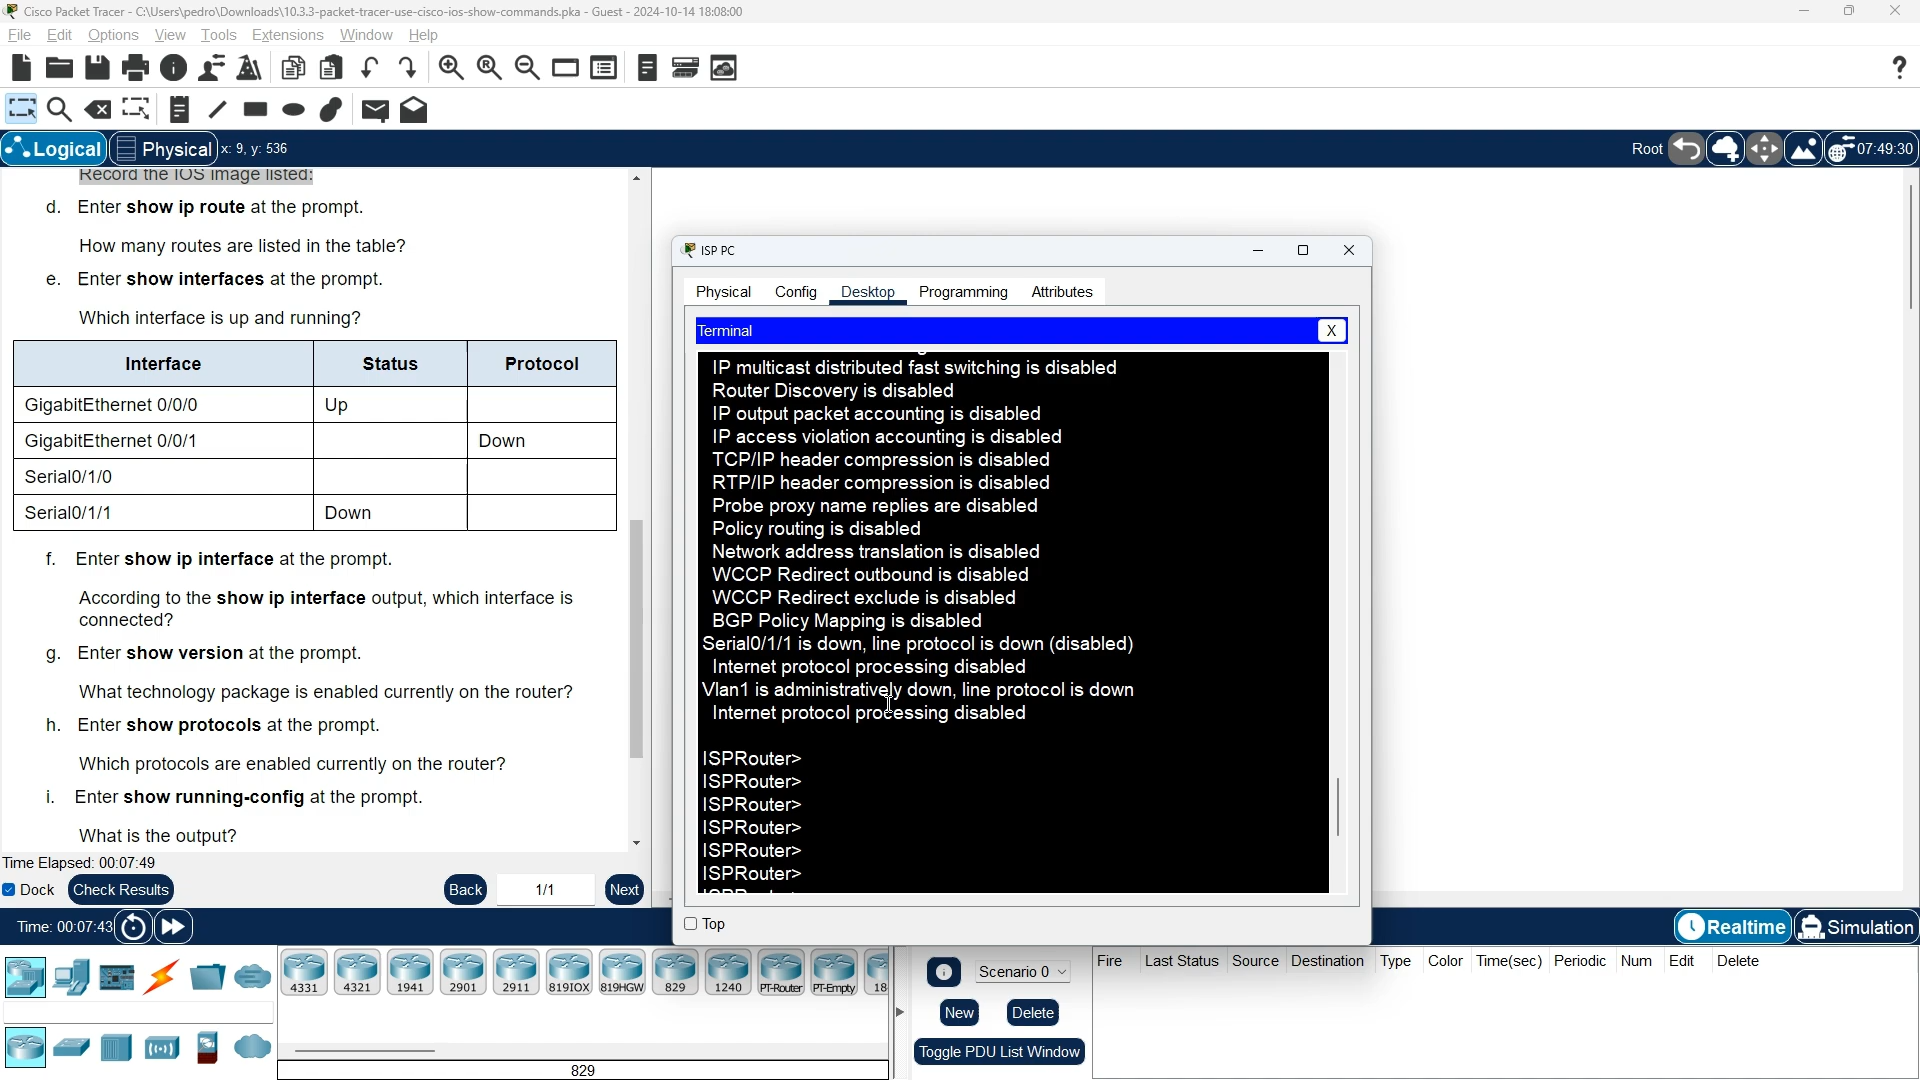 Cisco Packet Tracer - C:\Users\pedro\Downloads\10.3.3-packet-tracer-use-cisco-ios-show-commands.pka - Guest - 2024-10-14 18:08:00
File Edit Options View Tools Extensions Window Help
Logical Physical x: 9, y: 536 Root 07:49:30
Record the IOS image listed:
d. Enter show ip route at the prompt.
How many routes are listed in the table?
e. Enter show interfaces at the prompt.
Which interface is up and running?
Interface Status Protocol
GigabitEthernet 0/0/0 Up
GigabitEthernet 0/0/1 Down
Serial0/1/0
Serial0/1/1 Down
f. Enter show ip interface at the prompt.
According to the show ip interface output, which interface is
connected?
g. Enter show version at the prompt.
What technology package is enabled currently on the router?
h. Enter show protocols at the prompt.
Which protocols are enabled currently on the router?
i. Enter show running-config at the prompt.
What is the output?
Time Elapsed: 00:07:49
Dock Check Results Back 1/1 Next
ISP PC
Physical Config Desktop Programming Attributes
Terminal X
IP multicast distributed fast switching is disabled
Router Discovery is disabled
IP output packet accounting is disabled
IP access violation accounting is disabled
TCP/IP header compression is disabled
RTP/IP header compression is disabled
Probe proxy name replies are disabled
Policy routing is disabled
Network address translation is disabled
WCCP Redirect outbound is disabled
WCCP Redirect exclude is disabled
BGP Policy Mapping is disabled
Serial0/1/1 is down, line protocol is down (disabled)
Internet protocol processing disabled
Vlan1 is administratively down, line protocol is down
Internet protocol processing disabled
ISPRouter>
ISPRouter>
ISPRouter>
ISPRouter>
ISPRouter>
ISPRouter>
Top
Time: 00:07:43 Realtime Simulation
4331 4321 1941 2901 2911 819IOX 819HGW 829 1240 PT-Router PT-Empty 18
829
Scenario 0
New Delete
Toggle PDU List Window
Fire Last Status Source Destination Type Color Time(sec) Periodic Num Edit Delete